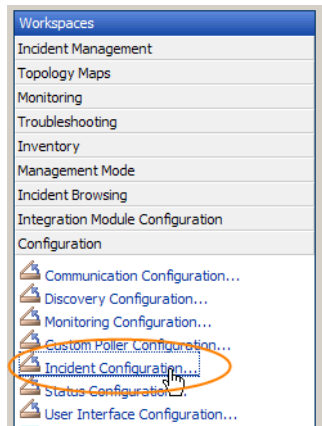 Workspaces
Incident Management
Topology Maps
Monitoring
Troubleshooting
Inventory
Management Mode
Incident Browsing
Integration Module Configuration
Configuration
Communication Configuration...
Discovery Configuration...
Monitoring Configuration...
Custom Poller Configuration...
Incident Configuration...
Status Configuration...
User Interface Configuration...